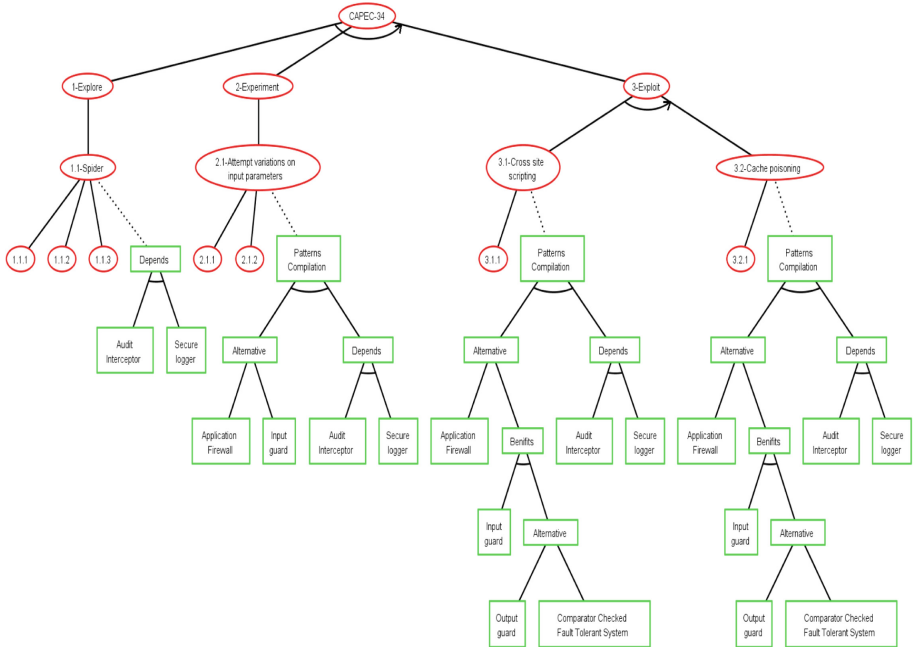 CAPEC-34
1-Explore
2-Experiment
3-Exploit
1.1-Spider
2.1-Attempt variations on
input parameters
3.1-Cross site
scripting
3.2-Cache poisoning
1.1.1
1.1.2
1.1.3
Depends
2.1.1
2.1.2
Patterns
Compilation
3.1.1
Patterns
Compilation
3.2.1
Patterns
Compilation
Audit
Interceptor
Secure
logger
Alternative
Depends
Alternative
Depends
Alternative
Depends
Application
Firewall
Input
guard
Audit
Interceptor
Secure
logger
Application
Firewall
Benifits
Audit
Interceptor
Secure
logger
Application
Firewall
Benifits
Audit
Interceptor
Secure
logger
Input
guard
Alternative
Input
guard
Alternative
Output
guard
Comparator Checked
Fault Tolerant System
Output
guard
Comparator Checked
Fault Tolerant System